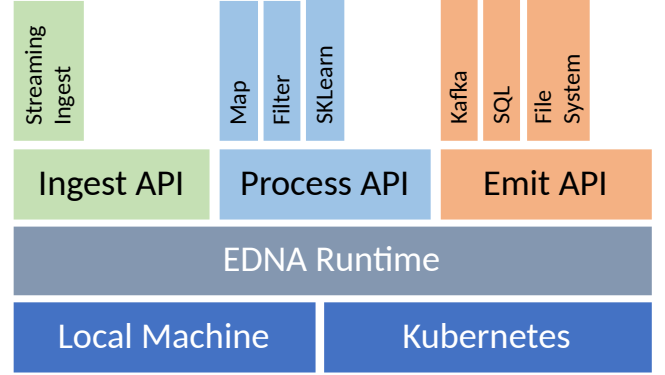 Streaming
Ingest
Map
Filter
SKLearn
Kafka
SQL
File
System
Ingest API
Process API
Emit API
EDNA Runtime
Local Machine
Kubernetes